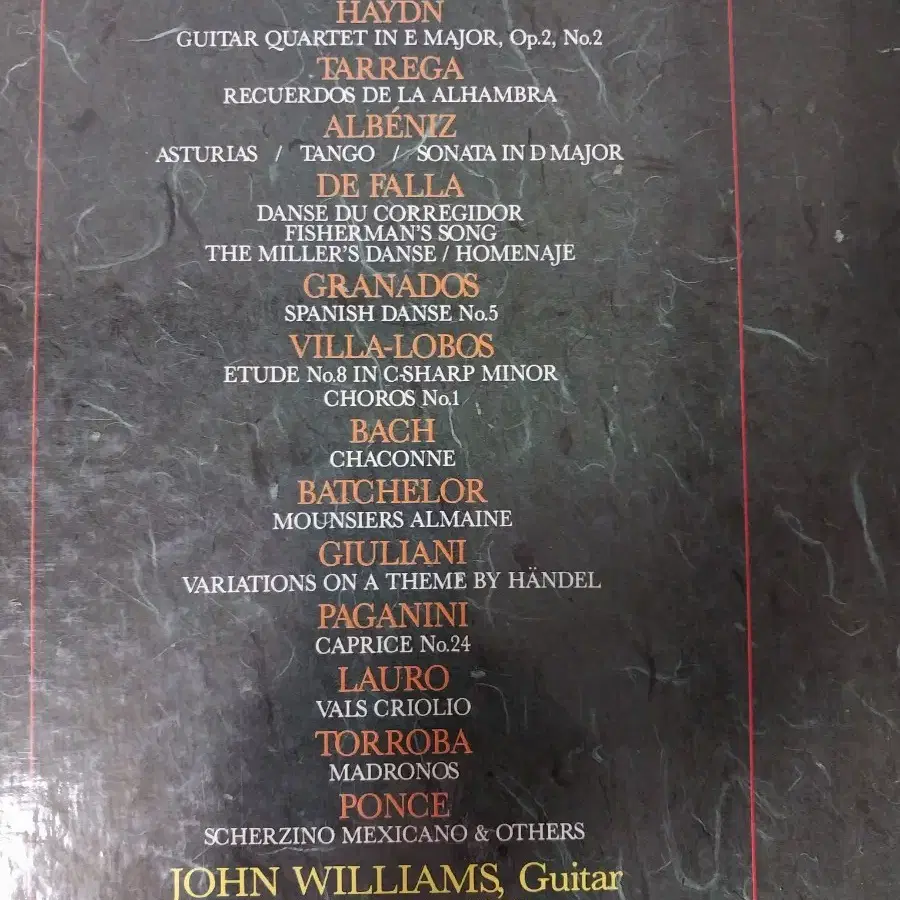 HAYDN
GUITAR QUARTET IN E MAJOR, Op.2, No.2
TARREGA
RECUERDOS DE LA ALHAMBRA
ALBÉNIZ
ASTURIAS / TANGO / SONATA IN D MAJOR
DE FALLA
DANSE DU CORREGIDOR
FISHERMAN'S SONG
THE MILLER'S DANSE / HOMENAJE
GRANADOS
SPANISH DANSE No.5
VILLA-LOBOS
ETUDE No.8 IN C-SHARP MINOR
CHOROS No.1
BACH
CHACONNE
BATCHELOR
MOUNSIERS ALMAINE
GIULIANI
VARIATIONS ON A THEME BY HÄNDEL
PAGANINI
CAPRICE No.24
LAURO
VALS CRIOLIO
TORROBA
MADRONOS
PONCE
SCHERZINO MEXICANO & OTHERS
JOHN WILLIAMS, Guitar